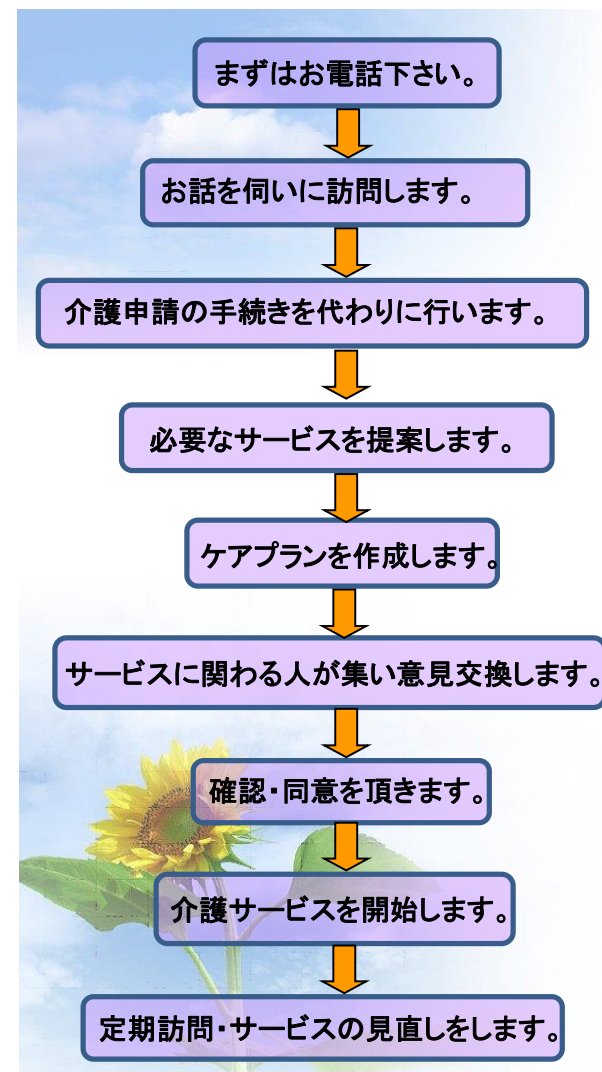 まずはお電話下さい。
お話を伺いに訪問します。
介護申請の手続きを代わりに行います。
必要なサービスを提案します。
ケアプランを作成します。
サービスに関わる人が集い意見交換します。
確認・同意を頂きます。
介護サービスを開始します。
定期訪問・サービスの見直しをします。